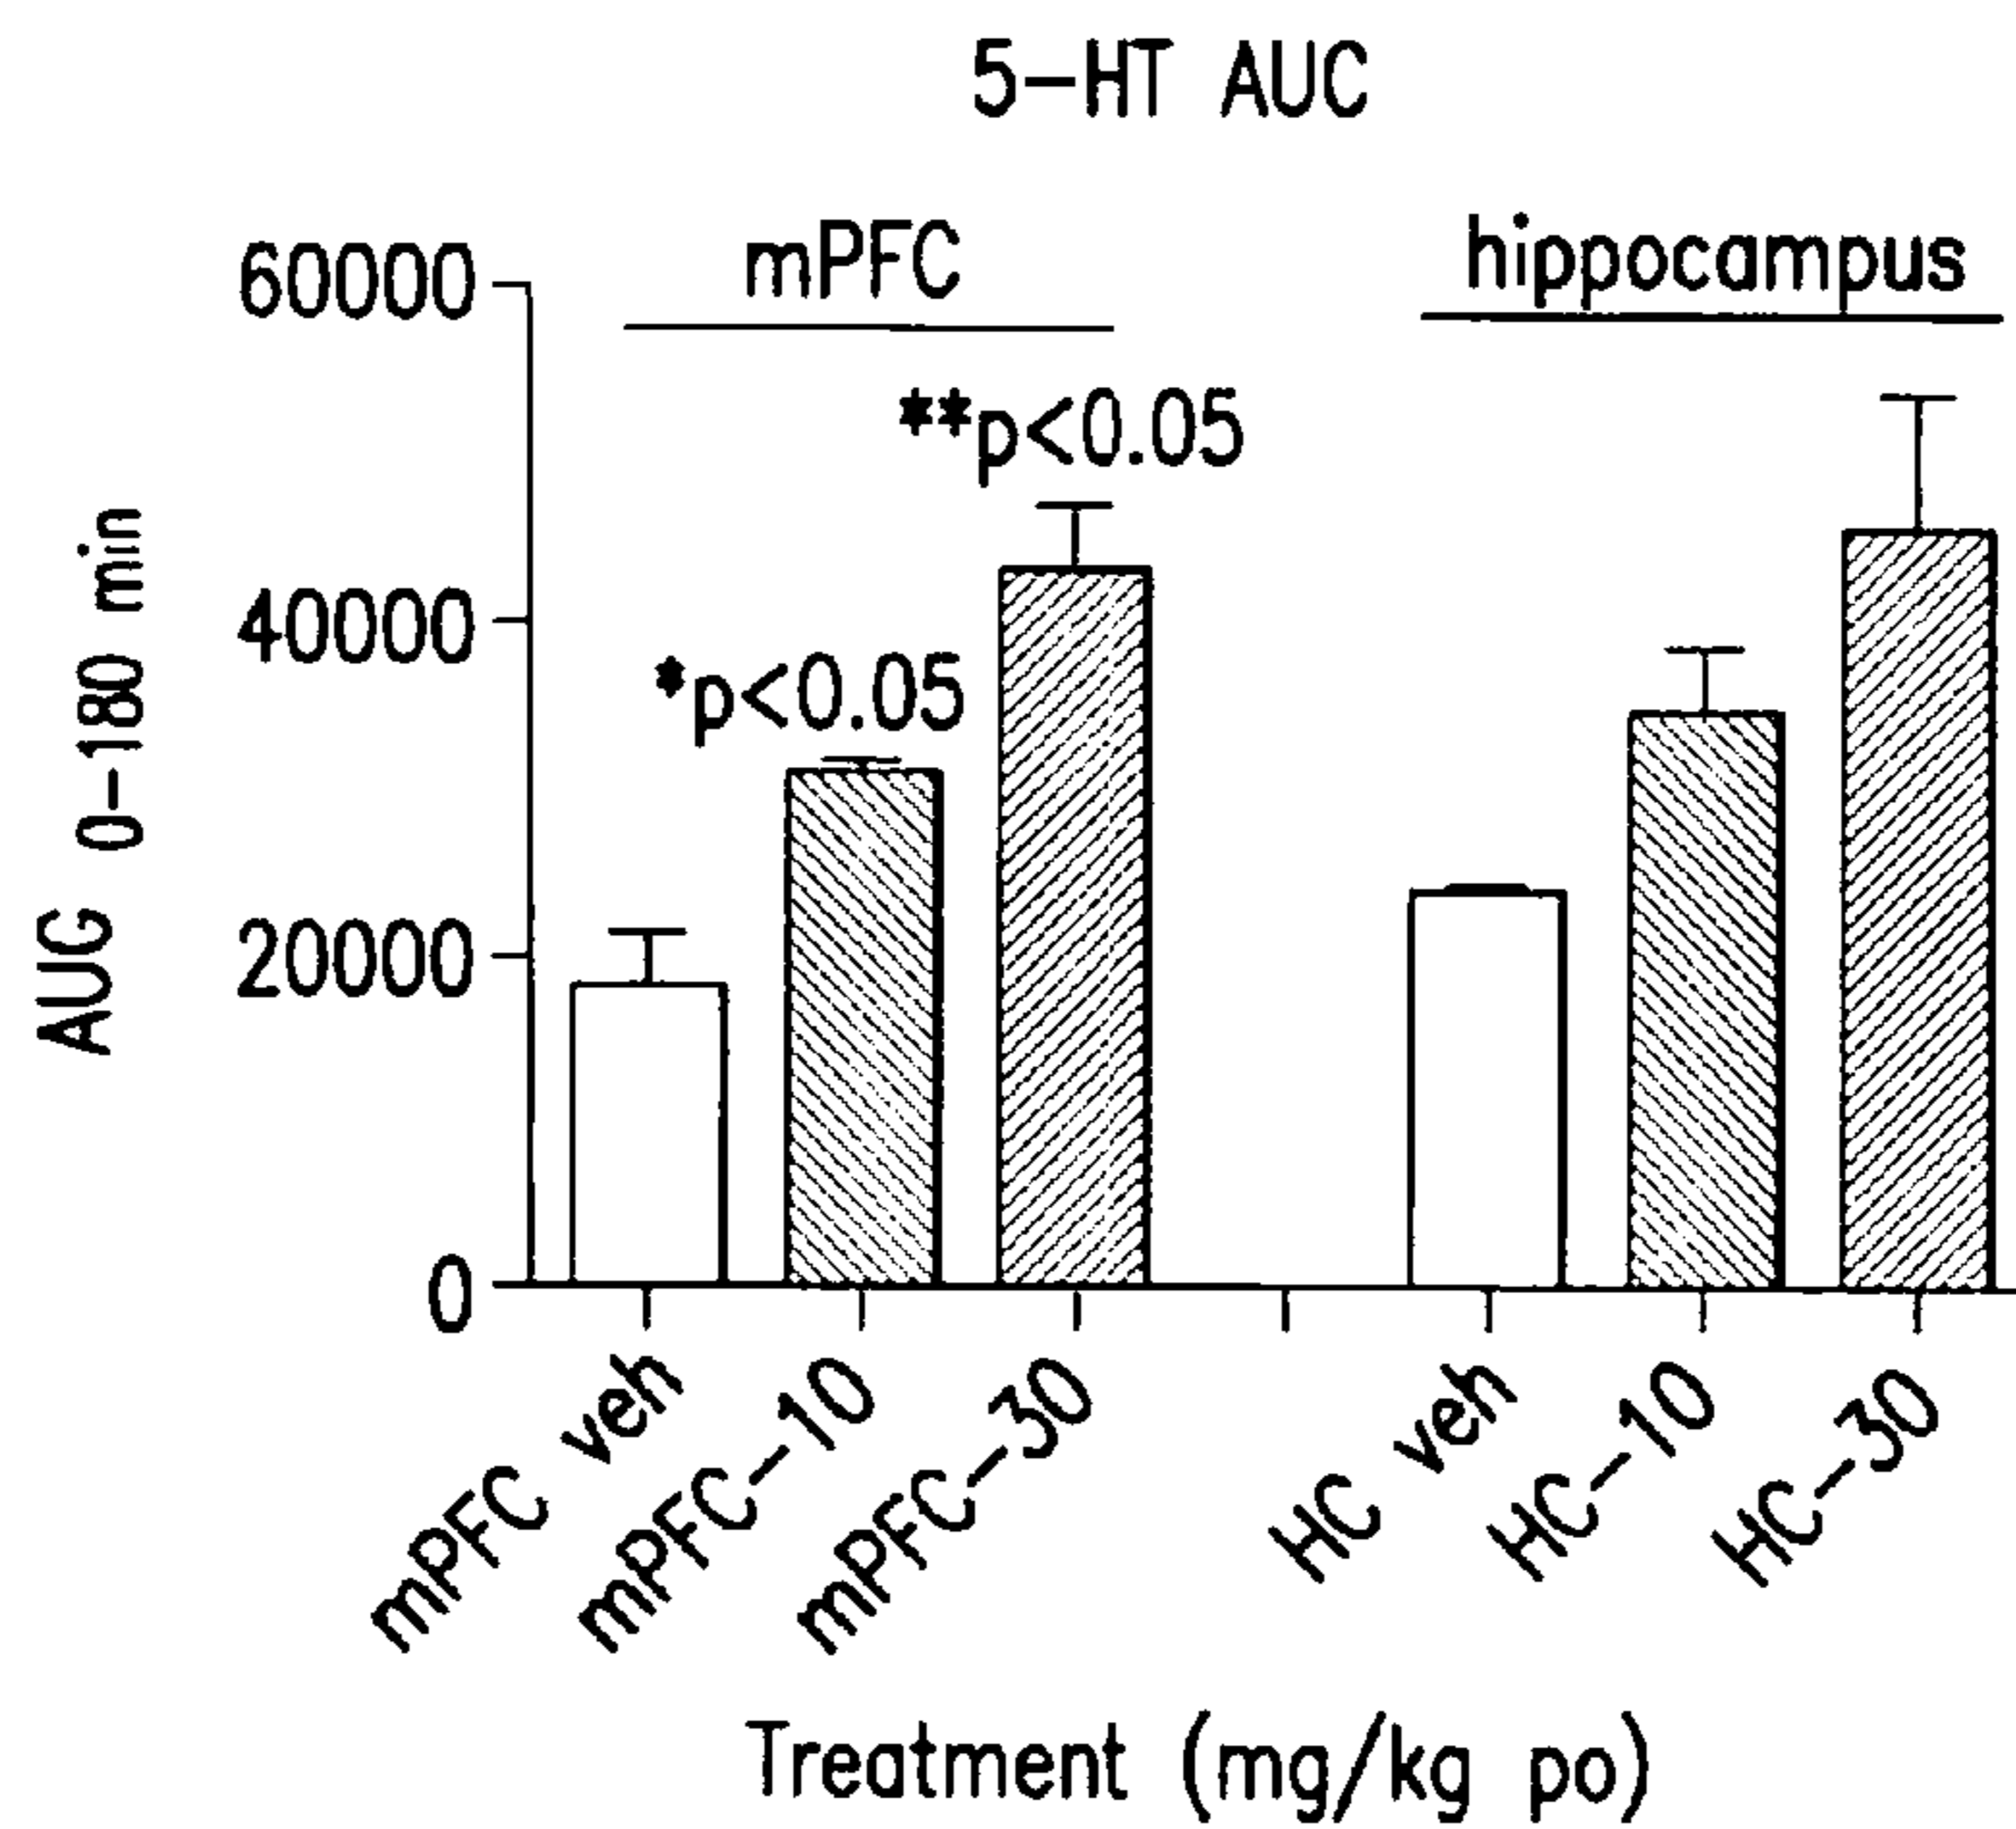 5-HT AUC
mPFC
hippocampus
60000
40000
20000
0
AUC 0-180 min
**p<0.05
*p<0.05
mPFC veh
mPFC-10
mPFC-30
HC veh
HC-10
HC-30
Treatment (mg/kg po)